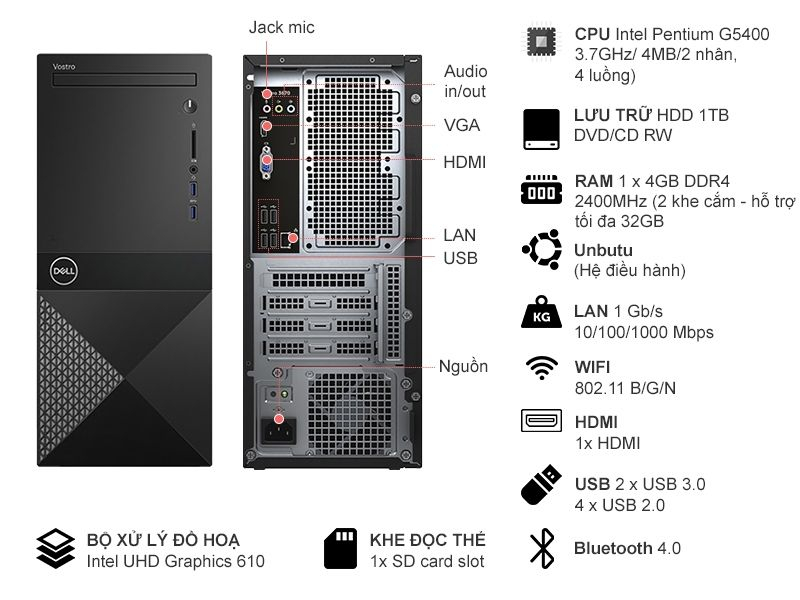 Jack mic
Vostro
Audio
in/out
3670
VGA
HDMI
LAN
USB
DELL
Nguồn
CPU Intel Pentium G5400
3.7GHz/ 4MB/2 nhân,
4 luồng)
LƯU TRỮ HDD 1TB
DVD/CD RW
RAM 1 x 4GB DDR4
2400MHz (2 khe cắm - hỗ trợ
tối đa 32GB
Unbutu
(Hệ điều hành)
KG
LAN 1 Gb/s
10/100/1000 Mbps
WIFI
802.11 B/G/N
HDMI
1x HDMI
USB 2 x USB 3.0
4 x USB 2.0
BỘ XỬ LÝ ĐỒ HOẠ
Intel UHD Graphics 610
KHE ĐỌC THẺ
1x SD card slot
Bluetooth 4.0